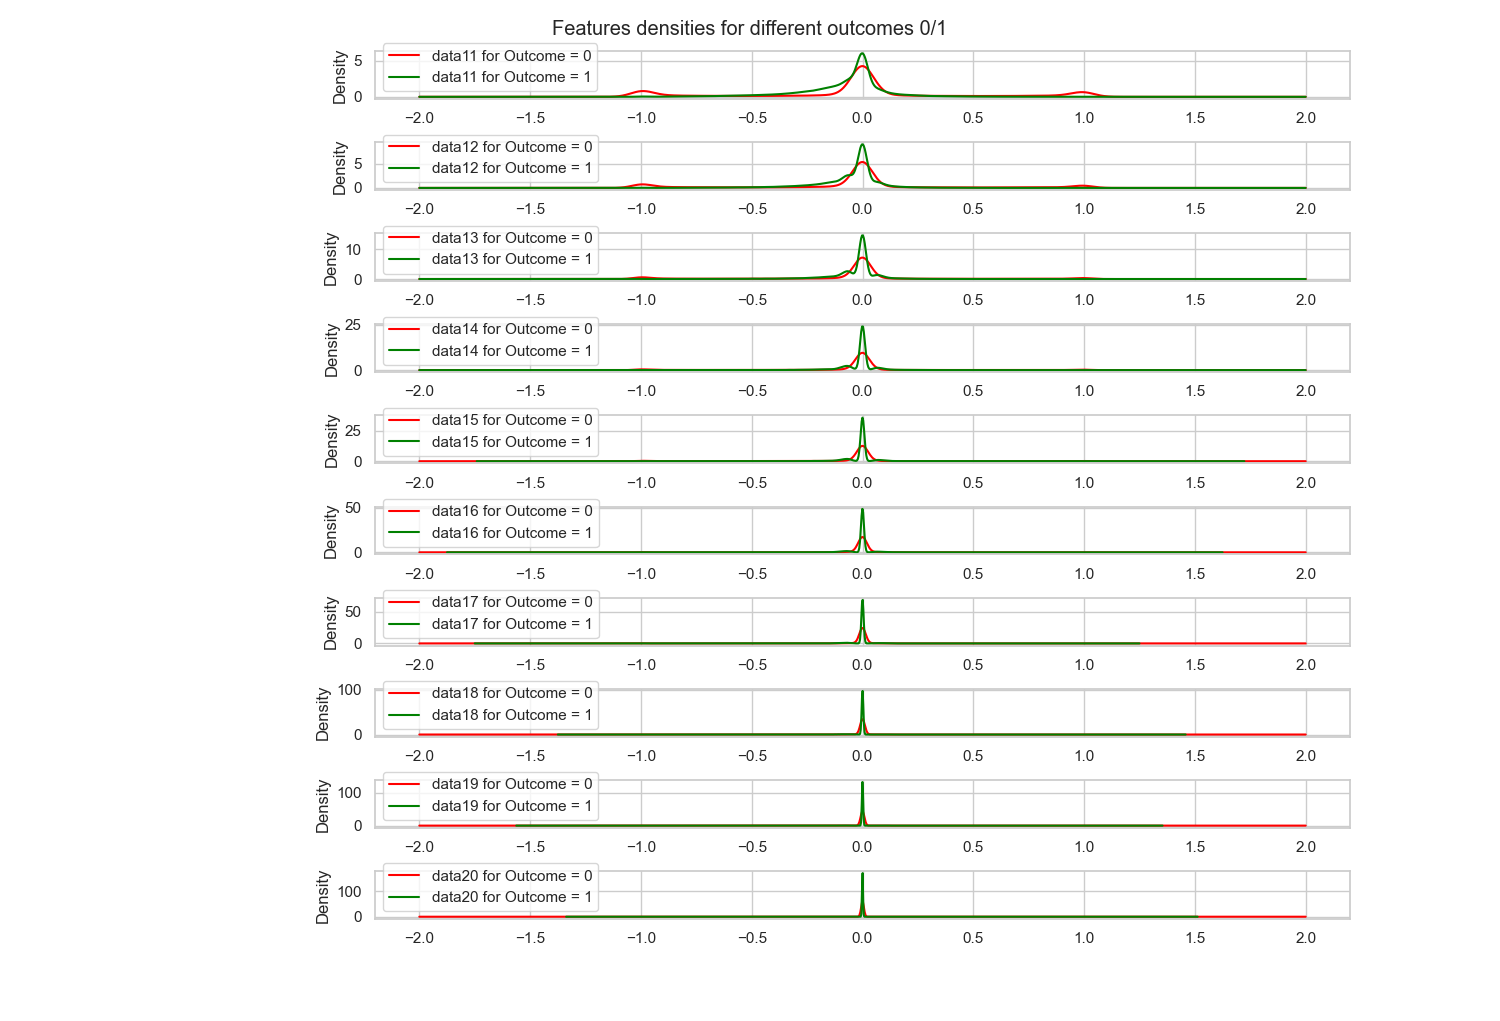 Features densities for different outcomes 0/1
Density
5
0
data11 for Outcome = 0
data11 for Outcome = 1
−2.0 −1.5 −1.0 −0.5 0.0 0.5 1.0 1.5 2.0
Density
5
0
data12 for Outcome = 0
data12 for Outcome = 1
−2.0 −1.5 −1.0 −0.5 0.0 0.5 1.0 1.5 2.0
Density
10
0
data13 for Outcome = 0
data13 for Outcome = 1
−2.0 −1.5 −1.0 −0.5 0.0 0.5 1.0 1.5 2.0
Density
25
0
data14 for Outcome = 0
data14 for Outcome = 1
−2.0 −1.5 −1.0 −0.5 0.0 0.5 1.0 1.5 2.0
Density
25
0
data15 for Outcome = 0
data15 for Outcome = 1
−2.0 −1.5 −1.0 −0.5 0.0 0.5 1.0 1.5 2.0
Density
50
0
data16 for Outcome = 0
data16 for Outcome = 1
−2.0 −1.5 −1.0 −0.5 0.0 0.5 1.0 1.5 2.0
Density
50
0
data17 for Outcome = 0
data17 for Outcome = 1
−2.0 −1.5 −1.0 −0.5 0.0 0.5 1.0 1.5 2.0
Density
100
0
data18 for Outcome = 0
data18 for Outcome = 1
−2.0 −1.5 −1.0 −0.5 0.0 0.5 1.0 1.5 2.0
Density
100
0
data19 for Outcome = 0
data19 for Outcome = 1
−2.0 −1.5 −1.0 −0.5 0.0 0.5 1.0 1.5 2.0
Density
100
0
data20 for Outcome = 0
data20 for Outcome = 1
−2.0 −1.5 −1.0 −0.5 0.0 0.5 1.0 1.5 2.0